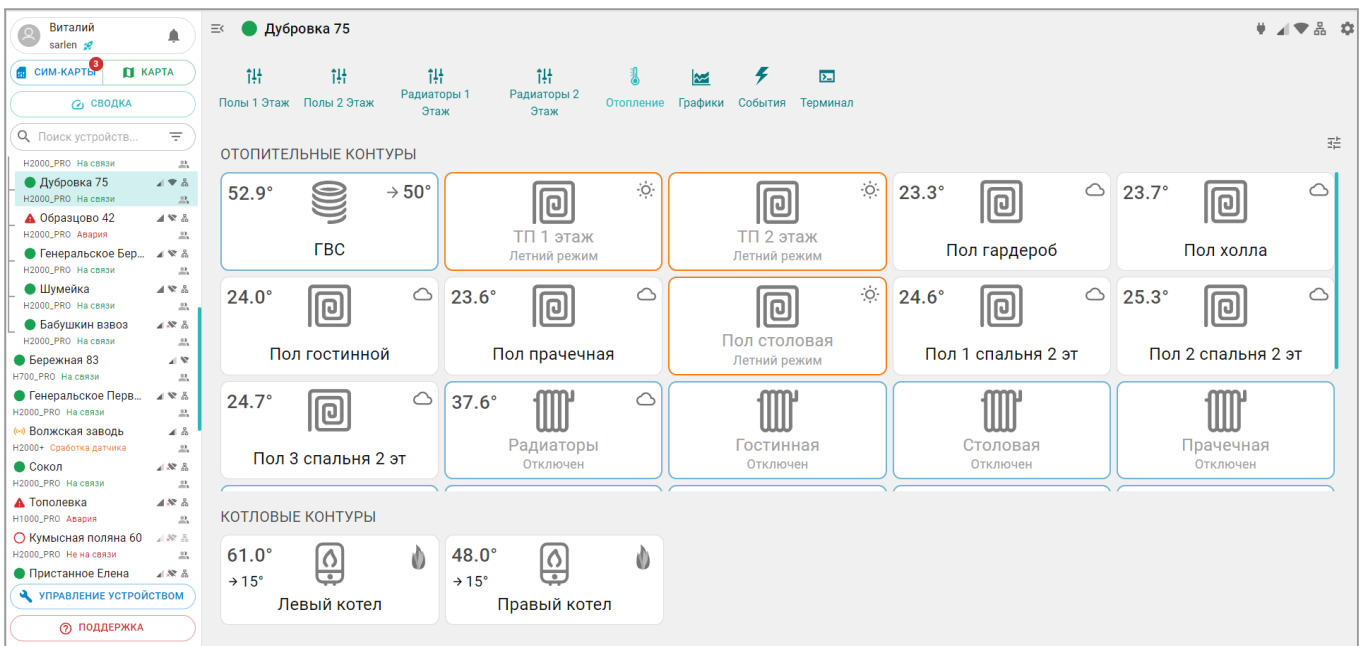 Виталий
sarlen
СИМ-КАРТЫ
3
КАРТА
СВОДКА
Поиск устройств...
H2000_PRO На связи
Дубровка 75
H2000_PRO На связи
Образцово 42
H2000_PRO Авария
Генеральское Бер...
H2000_PRO На связи
Шумейка
H2000_PRO На связи
Бабушкин взвоз
H2000_PRO На связи
Бережная 83
H700_PRO На связи
Генеральское Перв...
H2000_PRO На связи
Волжская заводь
H2000+ Сработка датчика
Сокол
H2000_PRO На связи
Тополевка
H1000_PRO Авария
Кумысная поляна 60
H2000_PRO Не на связи
Пристанное Елена
УПРАВЛЕНИЕ УСТРОЙСТВОМ
ПОДДЕРЖКА
Дубровка 75
Полы 1 Этаж
Полы 2 Этаж
Радиаторы 1
Этаж
Радиаторы 2
Этаж
Отопление
Графики
События
Терминал
ОТОПИТЕЛЬНЫЕ КОНТУРЫ
52.9°
→ 50°
ГВС
ТП 1 этаж
Летний режим
ТП 2 этаж
Летний режим
23.3°
Пол гардероб
23.7°
Пол холла
24.0°
Пол гостинной
23.6°
Пол прачечная
Пол столовая
Летний режим
24.6°
Пол 1 спальня 2 эт
25.3°
Пол 2 спальня 2 эт
24.7°
Пол 3 спальня 2 эт
37.6°
Радиаторы
Отключен
Гостинная
Отключен
Столовая
Отключен
Прачечная
Отключен
КОТЛОВЫЕ КОНТУРЫ
61.0°
→ 15°
Левый котел
48.0°
→ 15°
Правый котел